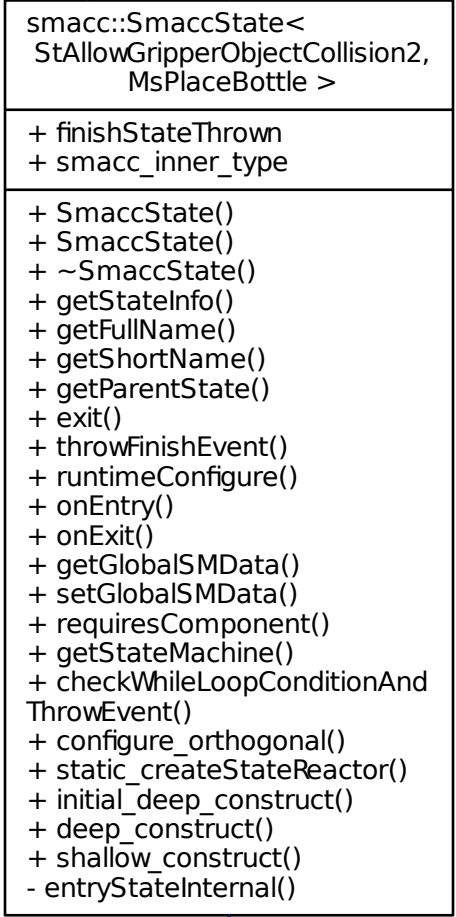 smacc::SmaccState<
StAllowGripperObjectCollision2,
MsPlaceBottle >
+ finishStateThrown
+ smacc_inner_type
+ SmaccState()
+ SmaccState()
+ ~SmaccState()
+ getStateInfo()
+ getFullName()
+ getShortName()
+ getParentState()
+ exit()
+ throwFinishEvent()
+ runtimeConfigure()
+ onEntry()
+ onExit()
+ getGlobalSMData()
+ setGlobalSMData()
+ requiresComponent()
+ getStateMachine()
+ checkWhileLoopConditionAnd
ThrowEvent()
+ configure_orthogonal()
+ static_createStateReactor()
+ initial_deep_construct()
+ deep_construct()
+ shallow_construct()
- entryStateInternal()